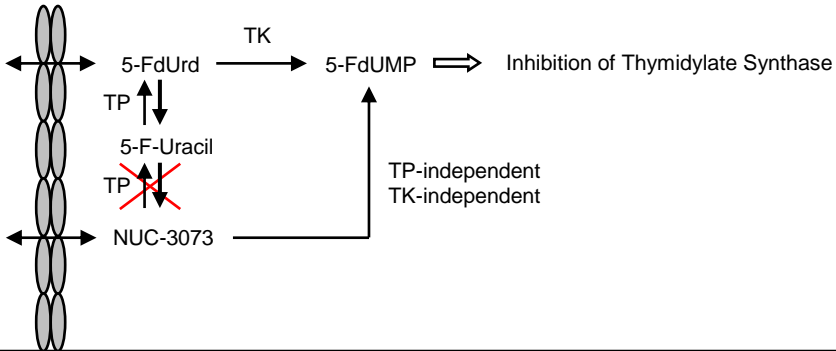 TK
5-FdUrd
5-FdUMP
Inhibition of Thymidylate Synthase
TP
5-F-Uracil
TP
TP-independent
TK-independent
NUC-3073